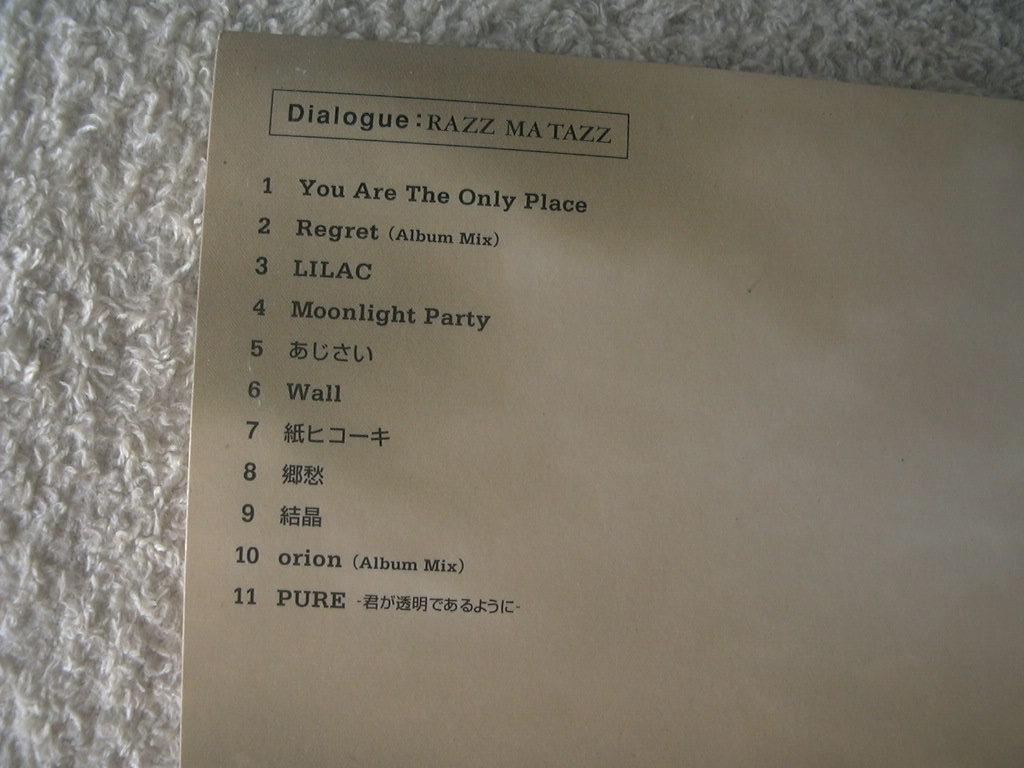 Dialogue:RAZZ MA TAZZ
1 You Are The Only Place
2 Regret (Album Mix)
3 LILAC
4 Moonlight Party
5 あじさい
6 Wall
7 紙ヒコーキ
8 郷愁
9 結晶
10 orion (Album Mix)
11 PURE -君が透明であるように-